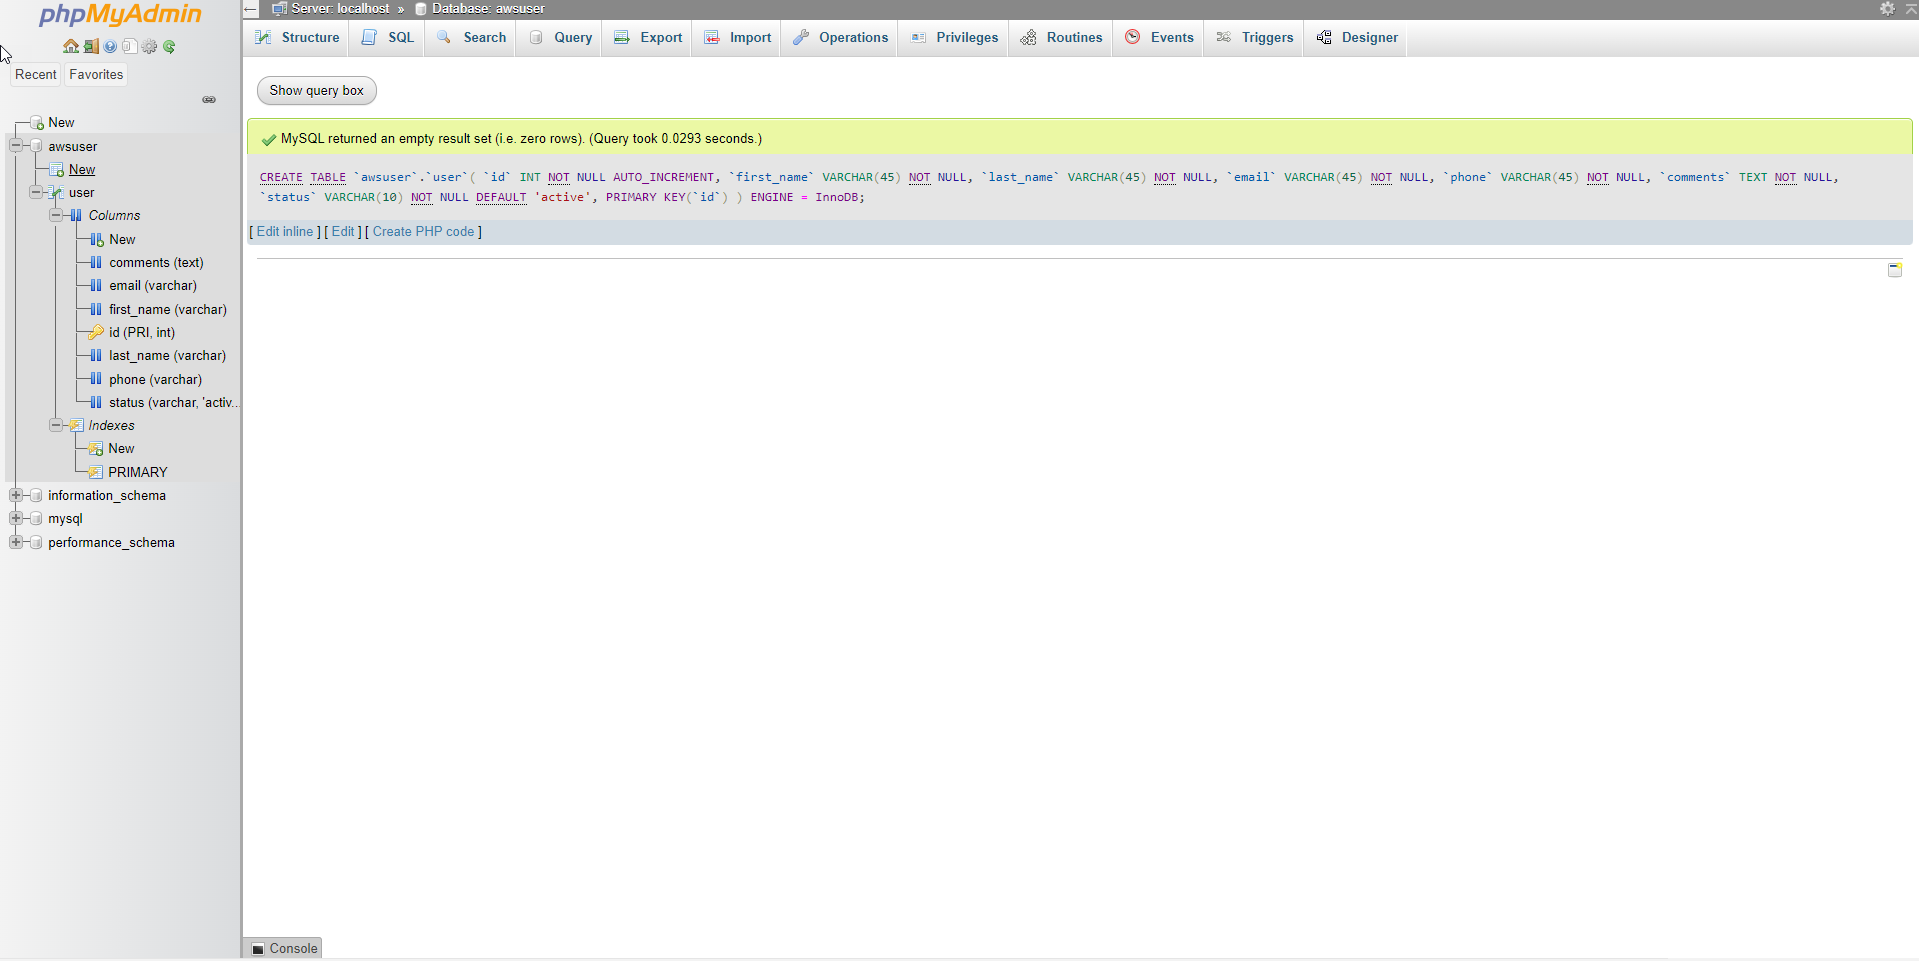 phpMyAdmin
Recent Favorites
New
awsuser
New
user
Columns
New
comments (text)
email (varchar)
first_name (varchar)
id (PRI, int)
last_name (varchar)
phone (varchar)
status (varchar, 'activ...
Indexes
New
PRIMARY
information_schema
mysql
performance_schema
Server: localhost » Database: awsuser
Structure SQL Search Query Export Import Operations Privileges Routines Events Triggers Designer
Show query box
MySQL returned an empty result set (i.e. zero rows). (Query took 0.0293 seconds.)
CREATE TABLE `awsuser`.`user`( `id` INT NOT NULL AUTO_INCREMENT, `first_name` VARCHAR(45) NOT NULL, `last_name` VARCHAR(45) NOT NULL, `email` VARCHAR(45) NOT NULL, `phone` VARCHAR(45) NOT NULL, `comments` TEXT NOT NULL,
`status` VARCHAR(10) NOT NULL DEFAULT 'active', PRIMARY KEY(`id`) ) ENGINE = InnoDB;
[ Edit inline ] [ Edit ] [ Create PHP code ]
Console